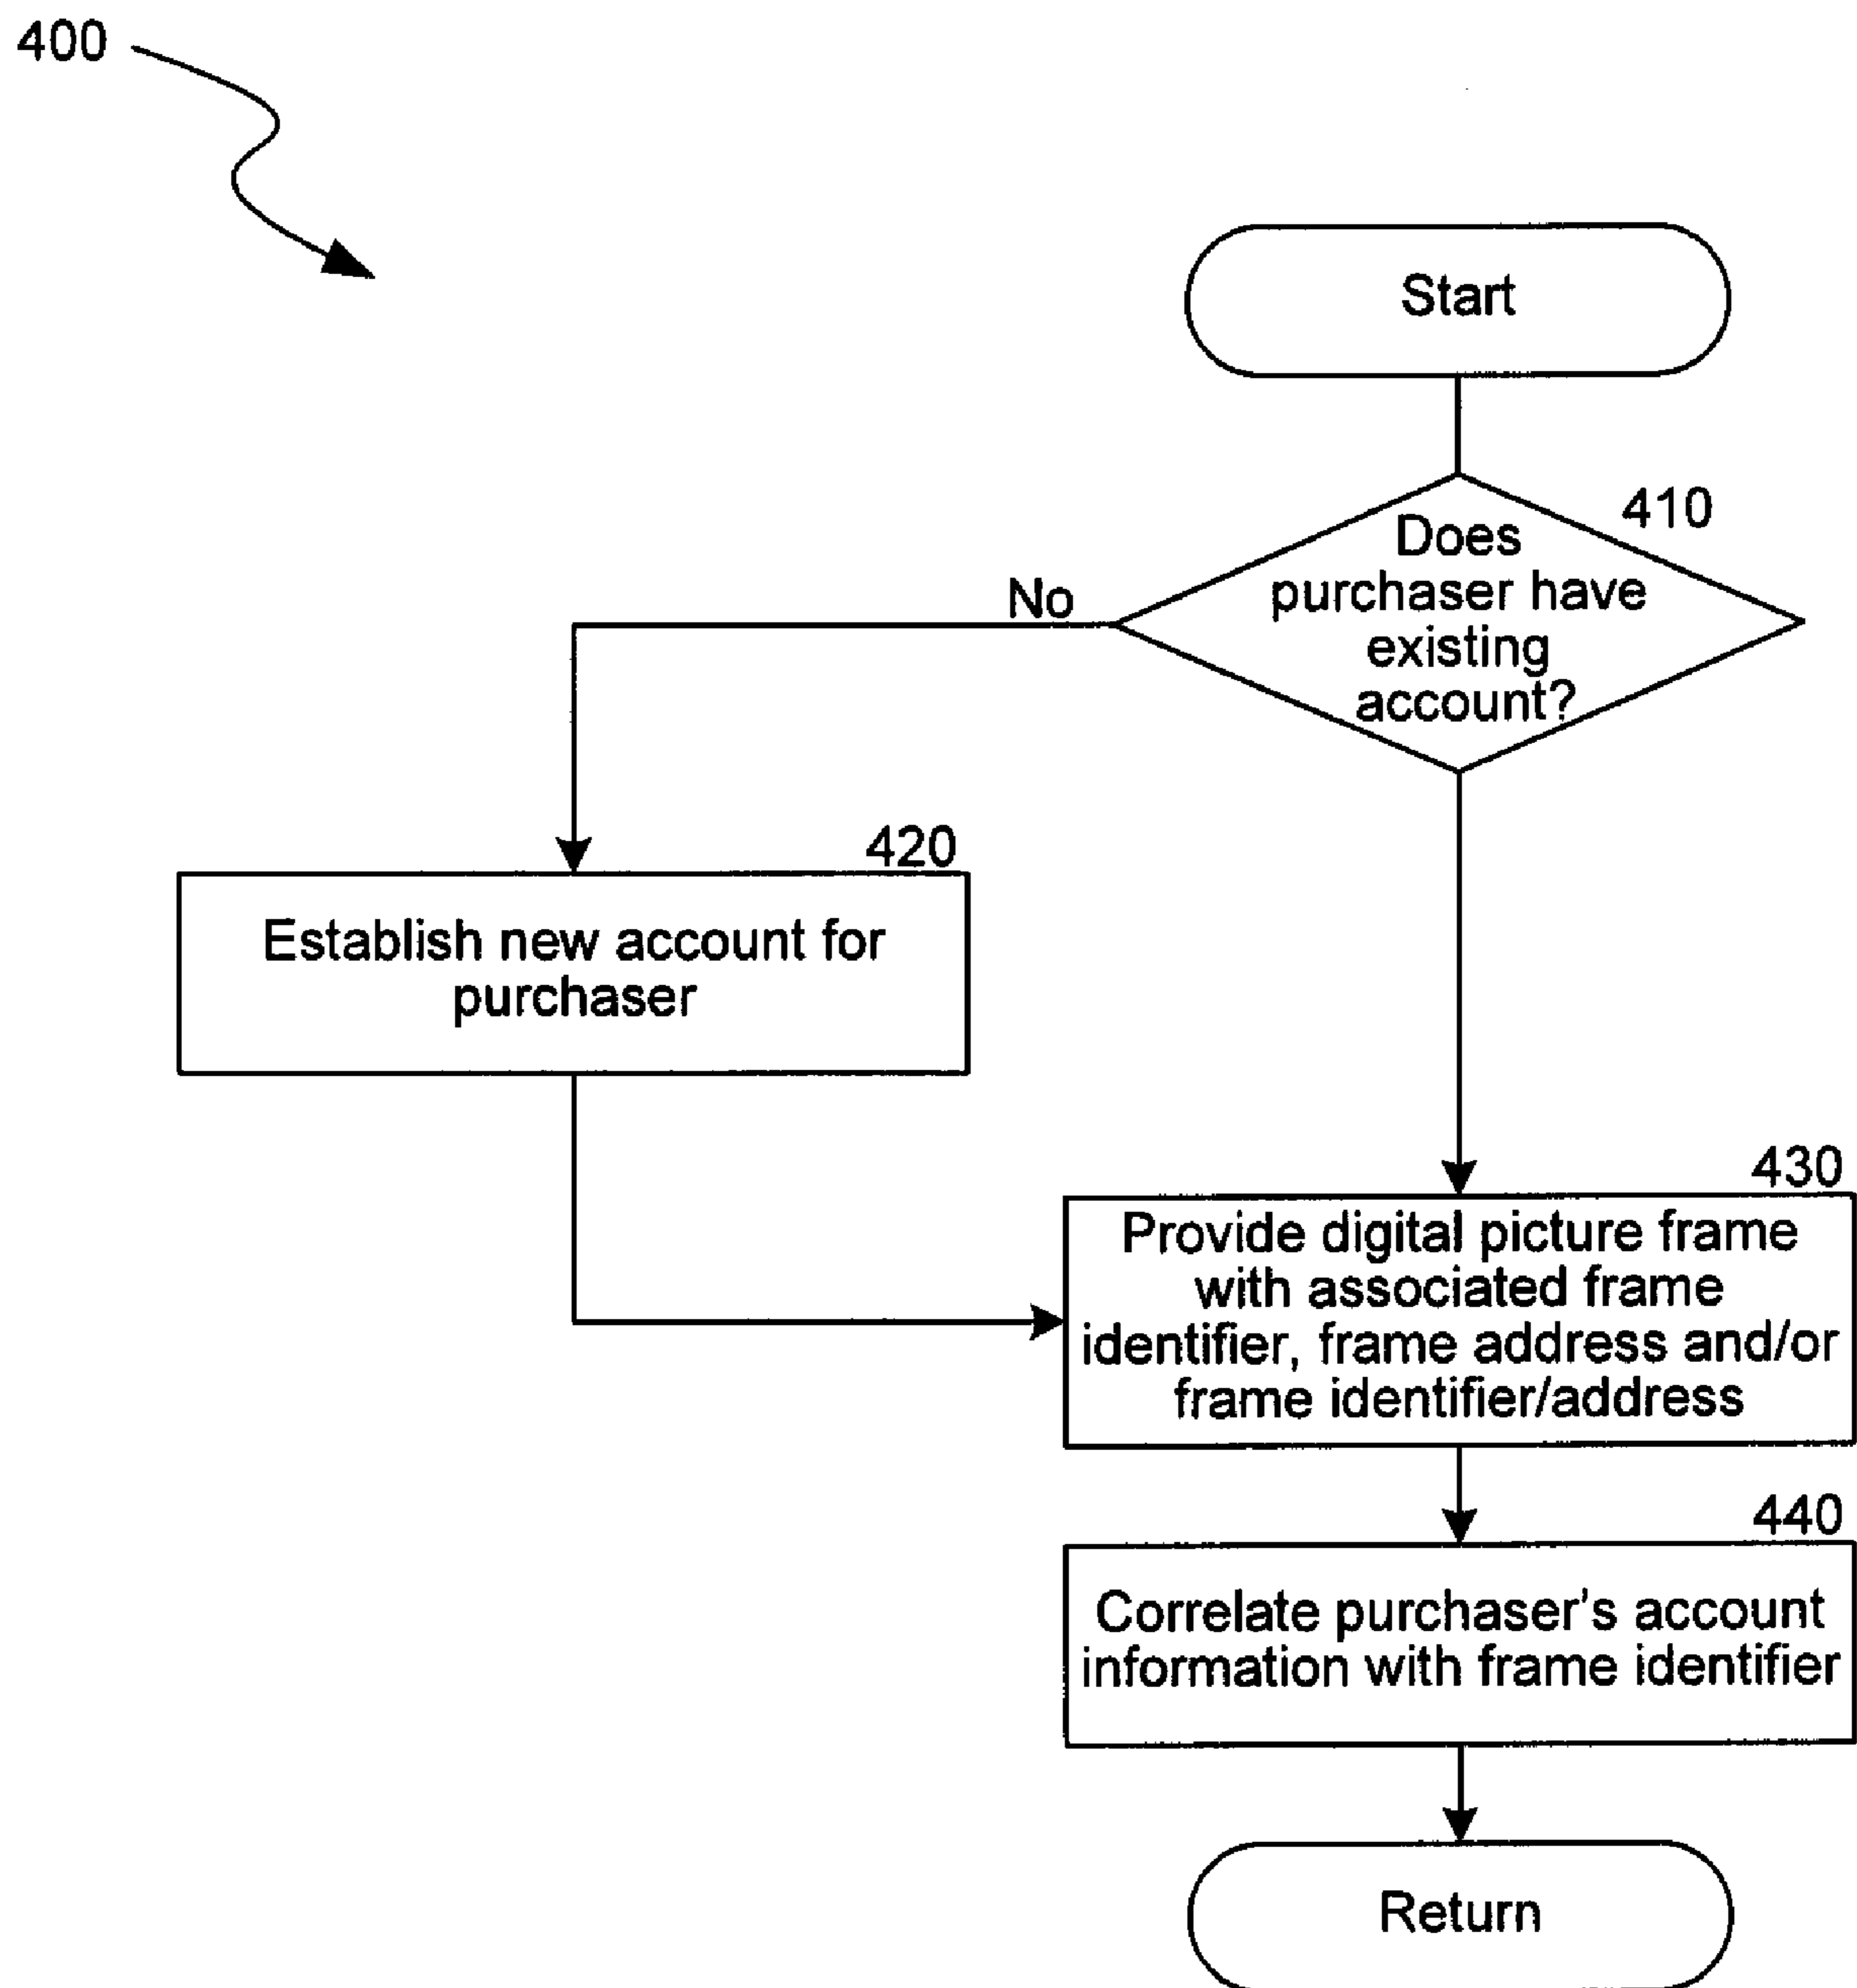 400
Start
410
Does
purchaser have
existing
account?
No
420
Establish new account for
purchaser
430
Provide digital picture frame
with associated frame
identifier, frame address and/or
frame identifier/address
440
Correlate purchaser's account
information with frame identifier
Return